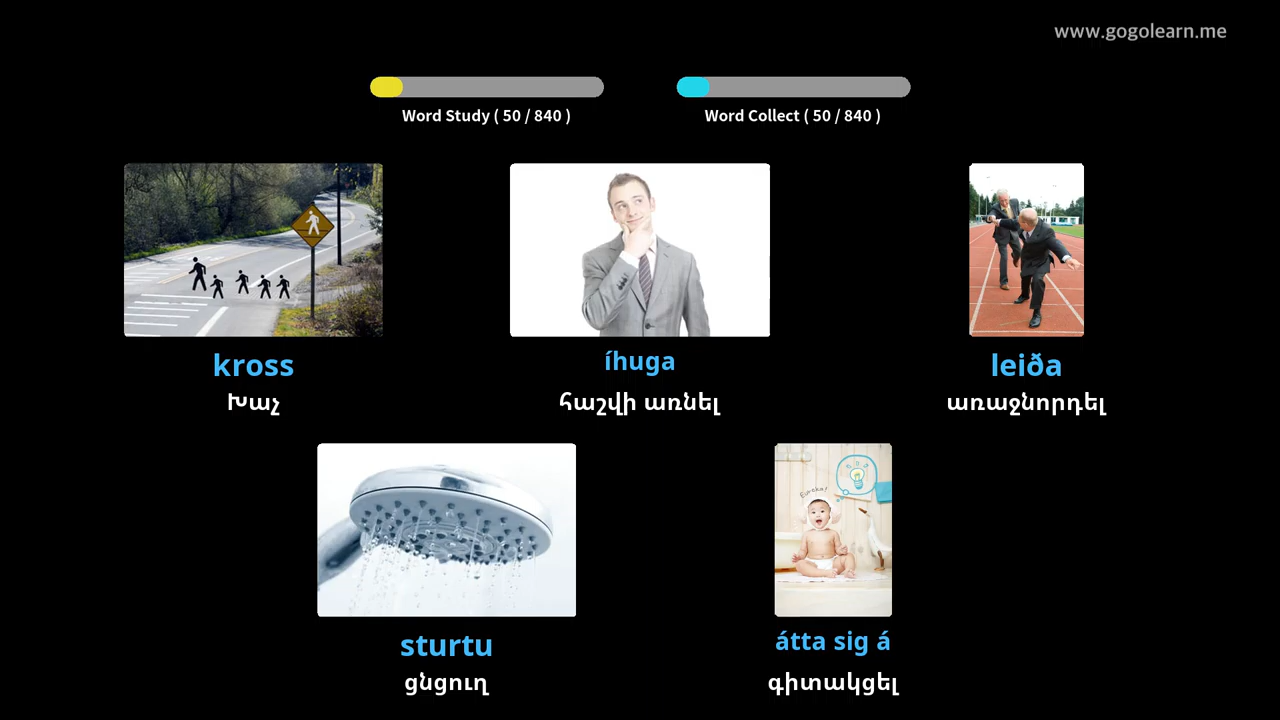 www.gogolearn.me
Word Study ( 50 / 840 )
Word Collect ( 50 / 840 )
kross
Խաչ
íhuga
հաշվի առնել
leiða
առաջնորդել
sturtu
ցնցուղ
Eureka!
átta sig á
գիտակցել